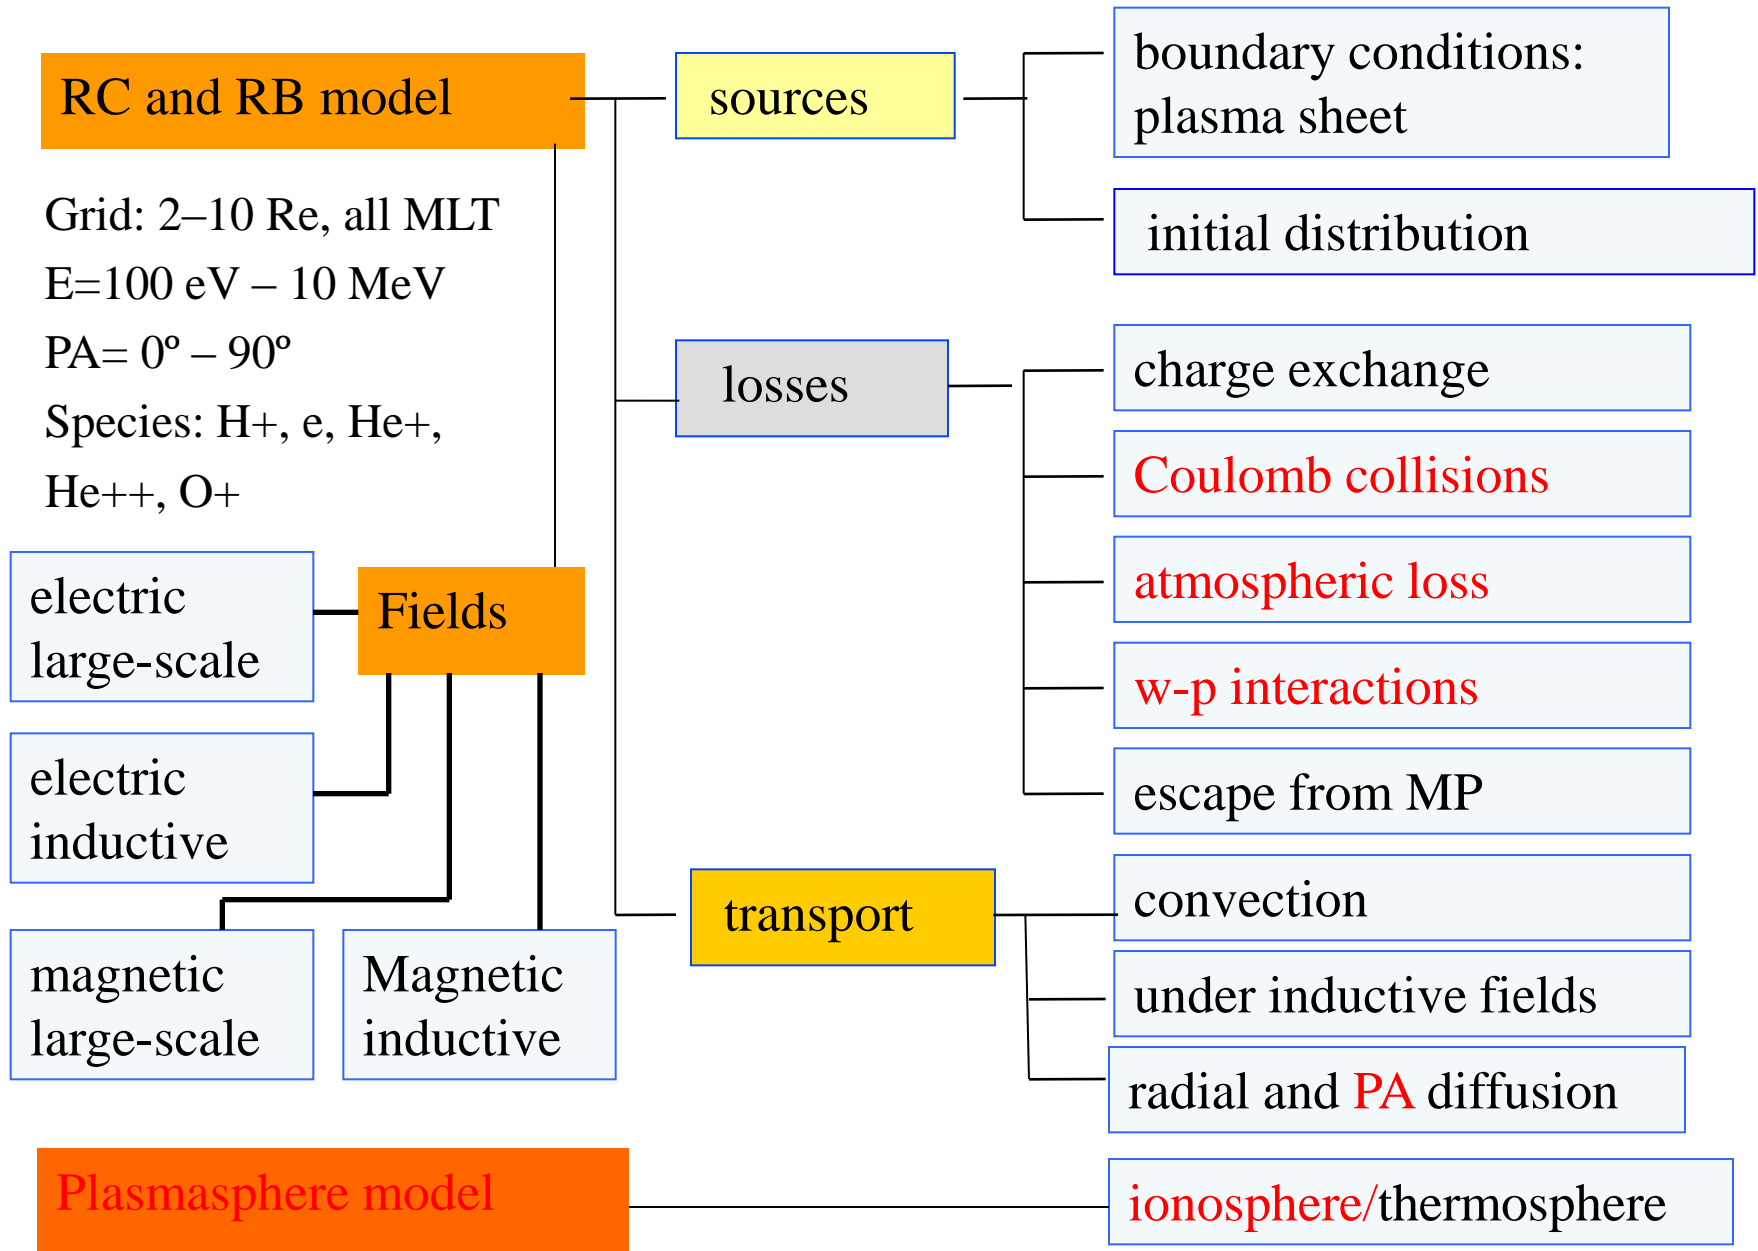 RC and RB model
Grid: 2–10 Re, all MLT
E=100 eV – 10 MeV
PA= 0º – 90º
Species: H+, e, He+,
He++, O+
Fields
electric
large-scale
electric
inductive
magnetic
large-scale
Magnetic
inductive
sources
boundary conditions:
plasma sheet
initial distribution
losses
charge exchange
Coulomb collisions
atmospheric loss
w-p interactions
escape from MP
transport
convection
under inductive fields
radial and PA diffusion
Plasmasphere model
ionosphere/thermosphere